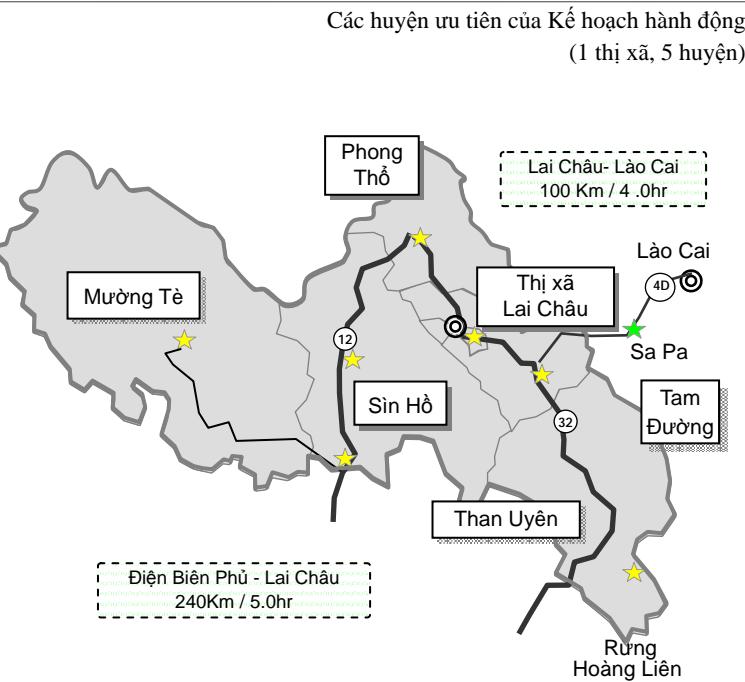 Các huyện ưu tiên của Kế hoạch hành động
(1 thị xã, 5 huyện)
Phong
Thổ
Lai Châu- Lào Cai
100 Km / 4 .0hr
Lào Cai
4D
Mường Tè
Thị xã
Lai Châu
12
Sa Pa
Sìn Hồ
Tam
Đường
32
Than Uyên
Điện Biên Phủ - Lai Châu
240Km / 5.0hr
Rừng
Hoàng Liên